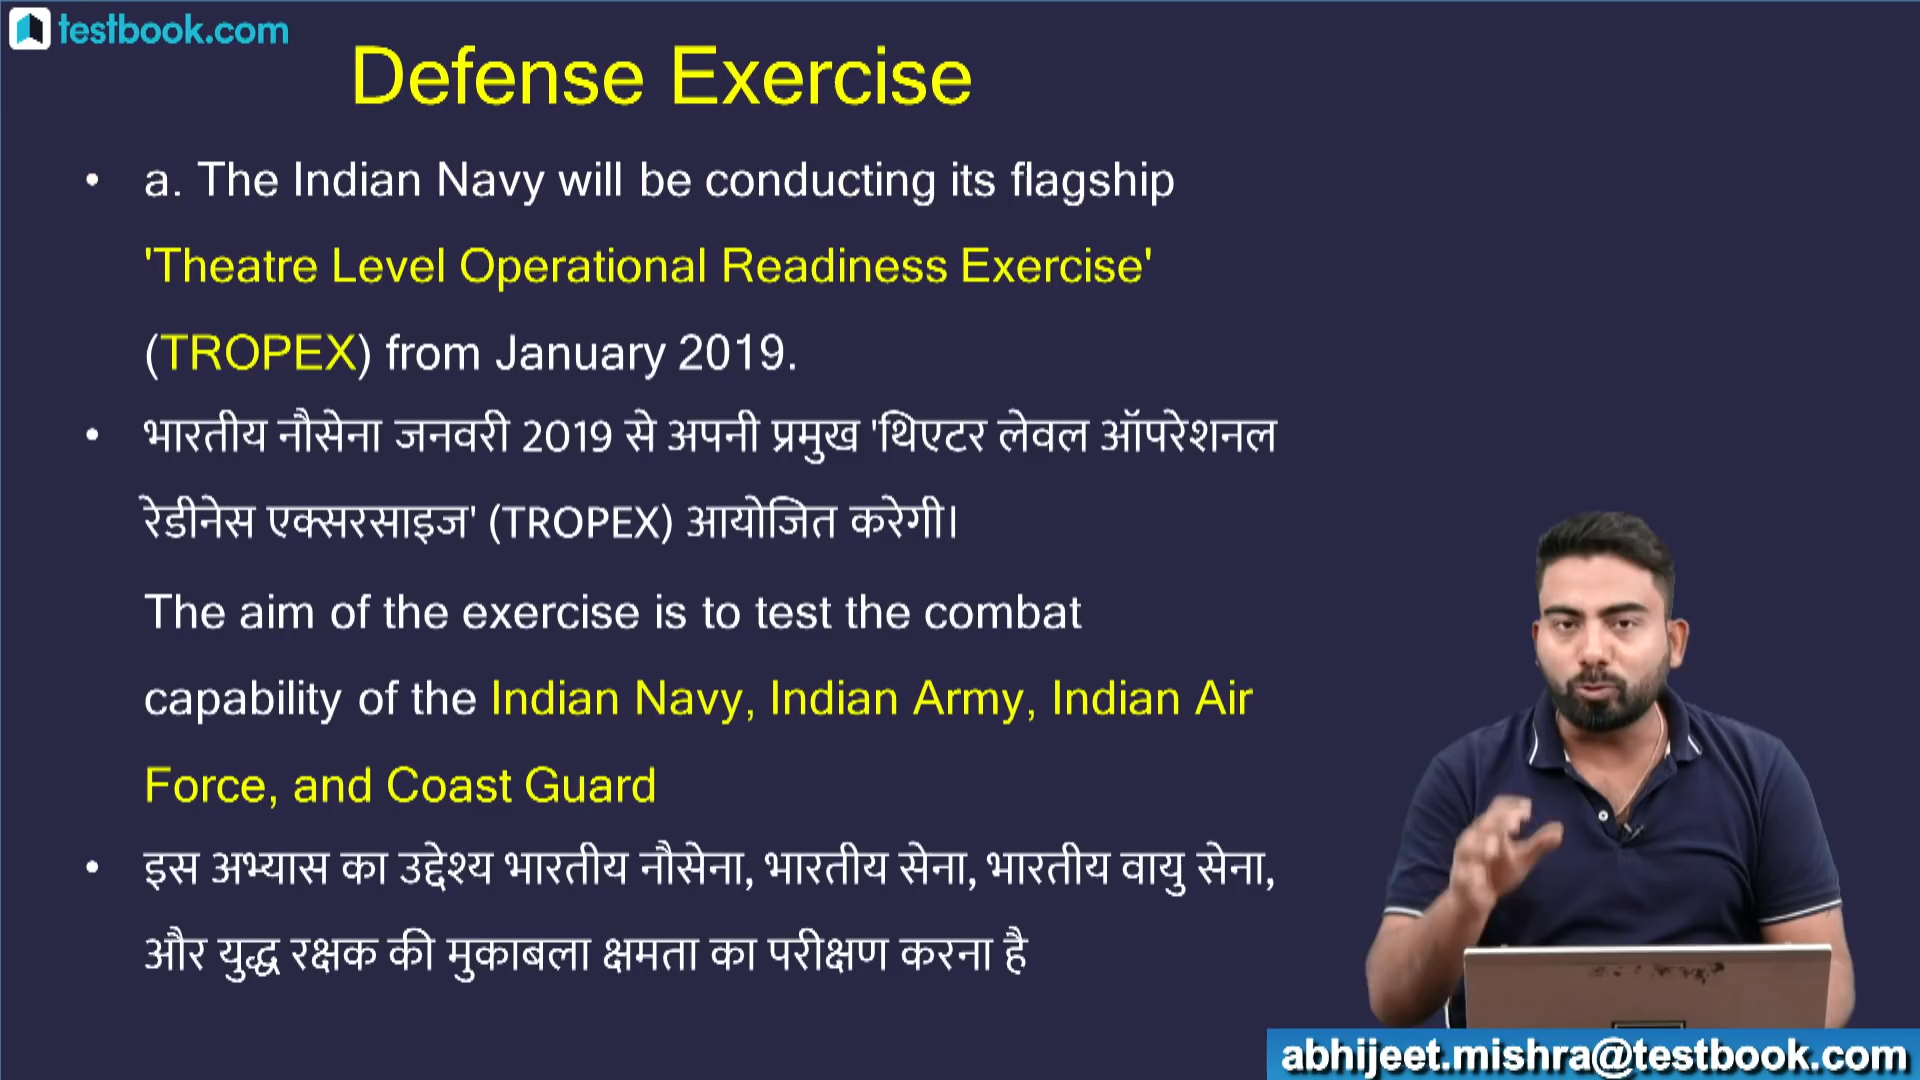 testbook.com
Defense Exercise
• a. The Indian Navy will be conducting its flagship
'Theatre Level Operational Readiness Exercise'
(TROPEX) from January 2019.
• भारतीय नौसेना जनवरी 2019 से अपनी प्रमुख 'थिएटर लेवल ऑपरेशनल
रेडीनेस एक्सरसाइज' (TROPEX) आयोजित करेगी।
The aim of the exercise is to test the combat
capability of the Indian Navy, Indian Army, Indian Air
Force, and Coast Guard
• इस अभ्यास का उद्देश्य भारतीय नौसेना, भारतीय सेना, भारतीय वायु सेना,
और युद्ध रक्षक की मुकाबला क्षमता का परीक्षण करना है
abhijeet.mishra@testbook.com